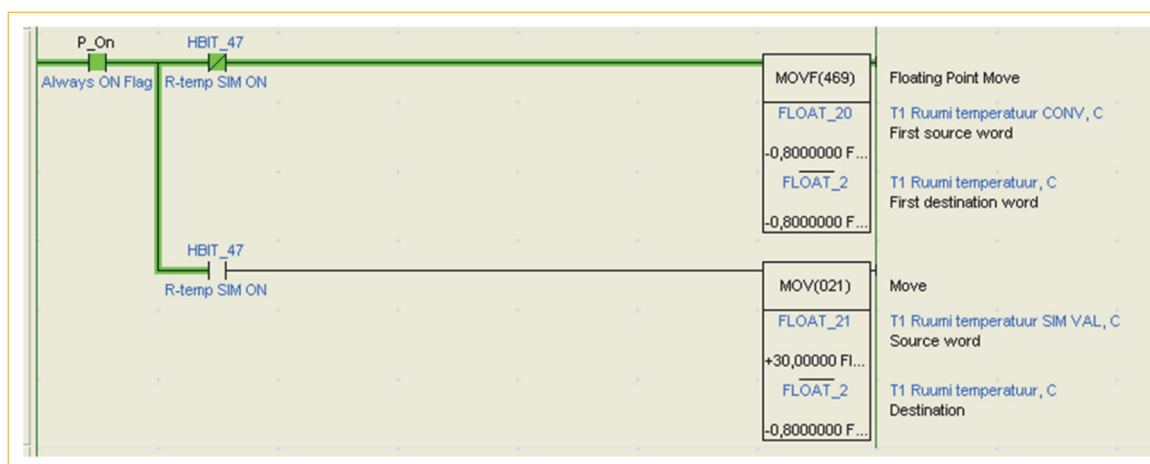 P_On HBIT_47
Always ON Flag R-temp SIM ON
MOVF(469) Floating Point Move
FLOAT_20 T1 Ruumi temperatuur CONV, C
First source word
-0,8000000 F...
FLOAT_2 T1 Ruumi temperatuur, C
First destination word
-0,8000000 F...
HBIT_47
R-temp SIM ON
MOV(021) Move
FLOAT_21 T1 Ruumi temperatuur SIM VAL, C
Source word
+30,00000 Fl...
FLOAT_2 T1 Ruumi temperatuur, C
Destination
-0,8000000 F...